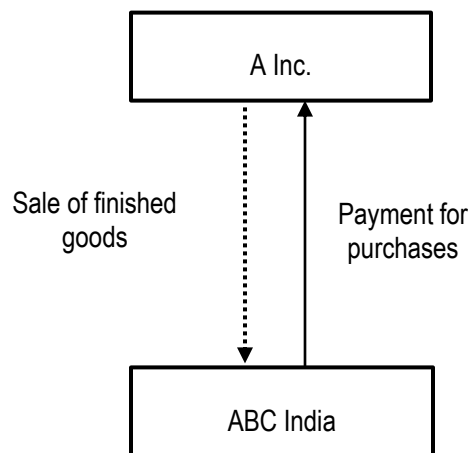 A Inc.
Sale of finished
goods
Payment for
purchases
ABC India